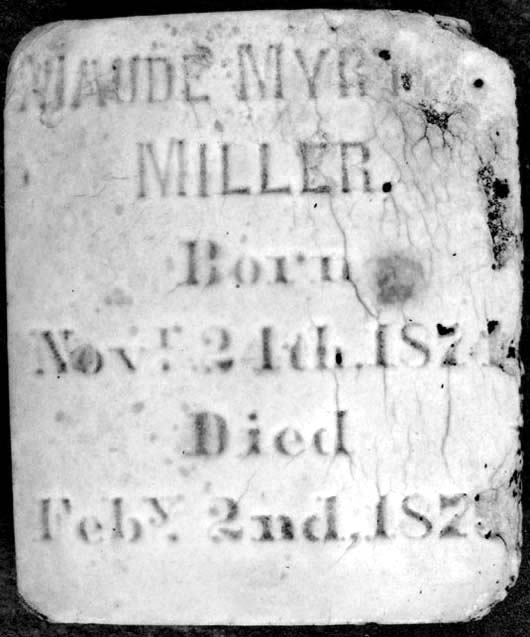 MAUDE
MILLER.
Born
Novr. 24th,
Died
Feby. 2nd,